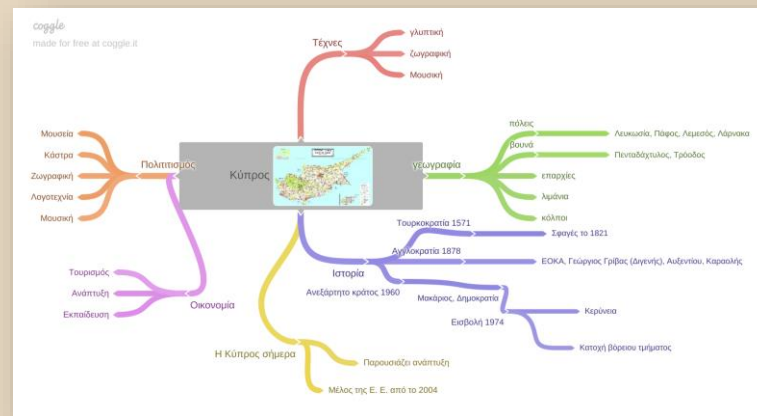 coggle
made for free at coggle.it
Τέχνες
γλυπτική
ζωγραφική
Μουσική
Πολιτιτισμός
Μουσεία
Κάστρα
Ζωγραφική
Λογοτεχνία
Μουσική
Κύπρος
γεωγραφία
πόλεις
Λευκωσία, Πάφος, Λεμεσός, Λάρνακα
βουνά
Πενταδάχτυλος, Τρόοδος
επαρχίες
λιμάνια
κόλποι
Ιστορία
Τουρκοκρατία 1571
Σφαγές το 1821
Αγγλοκρατία 1878
ΕΟΚΑ, Γεώργιος Γρίβας (Διγενής), Αυξεντίου, Καραολής
Ανεξάρτητο κράτος 1960
Μακάριος, Δημοκρατία
Εισβολή 1974
Κερύνεια
Κατοχή βόρειου τμήματος
Οικονομία
Τουρισμός
Ανάπτυξη
Εκπαίδευση
Η Κύπρος σήμερα
Παρουσιάζει ανάπτυξη
Μέλος της Ε. Ε. από το 2004